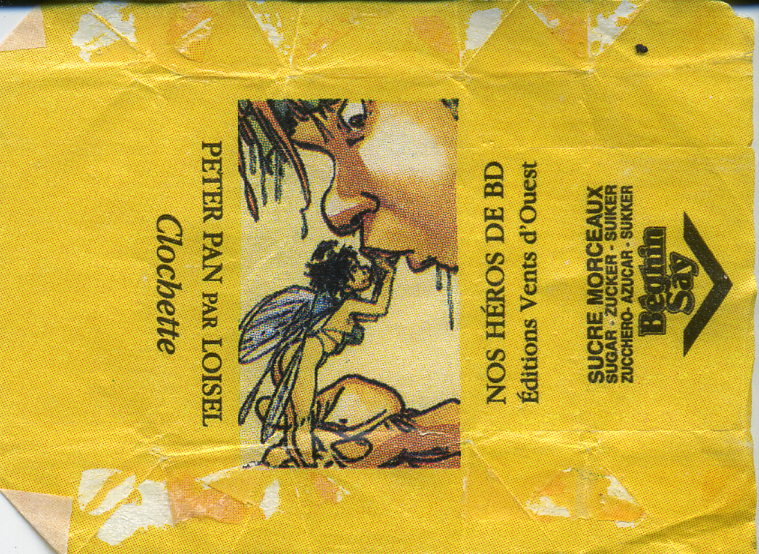 PETER PAN PAR LOISEL
Clochette
NOS HÉROS DE BD
Éditions Vents d'Ouest
SUCRE MORCEAUX
SUGAR - ZUCKER - SUIKER
ZUCCHERO - AZUCAR - SUKKER
Béghin
Say